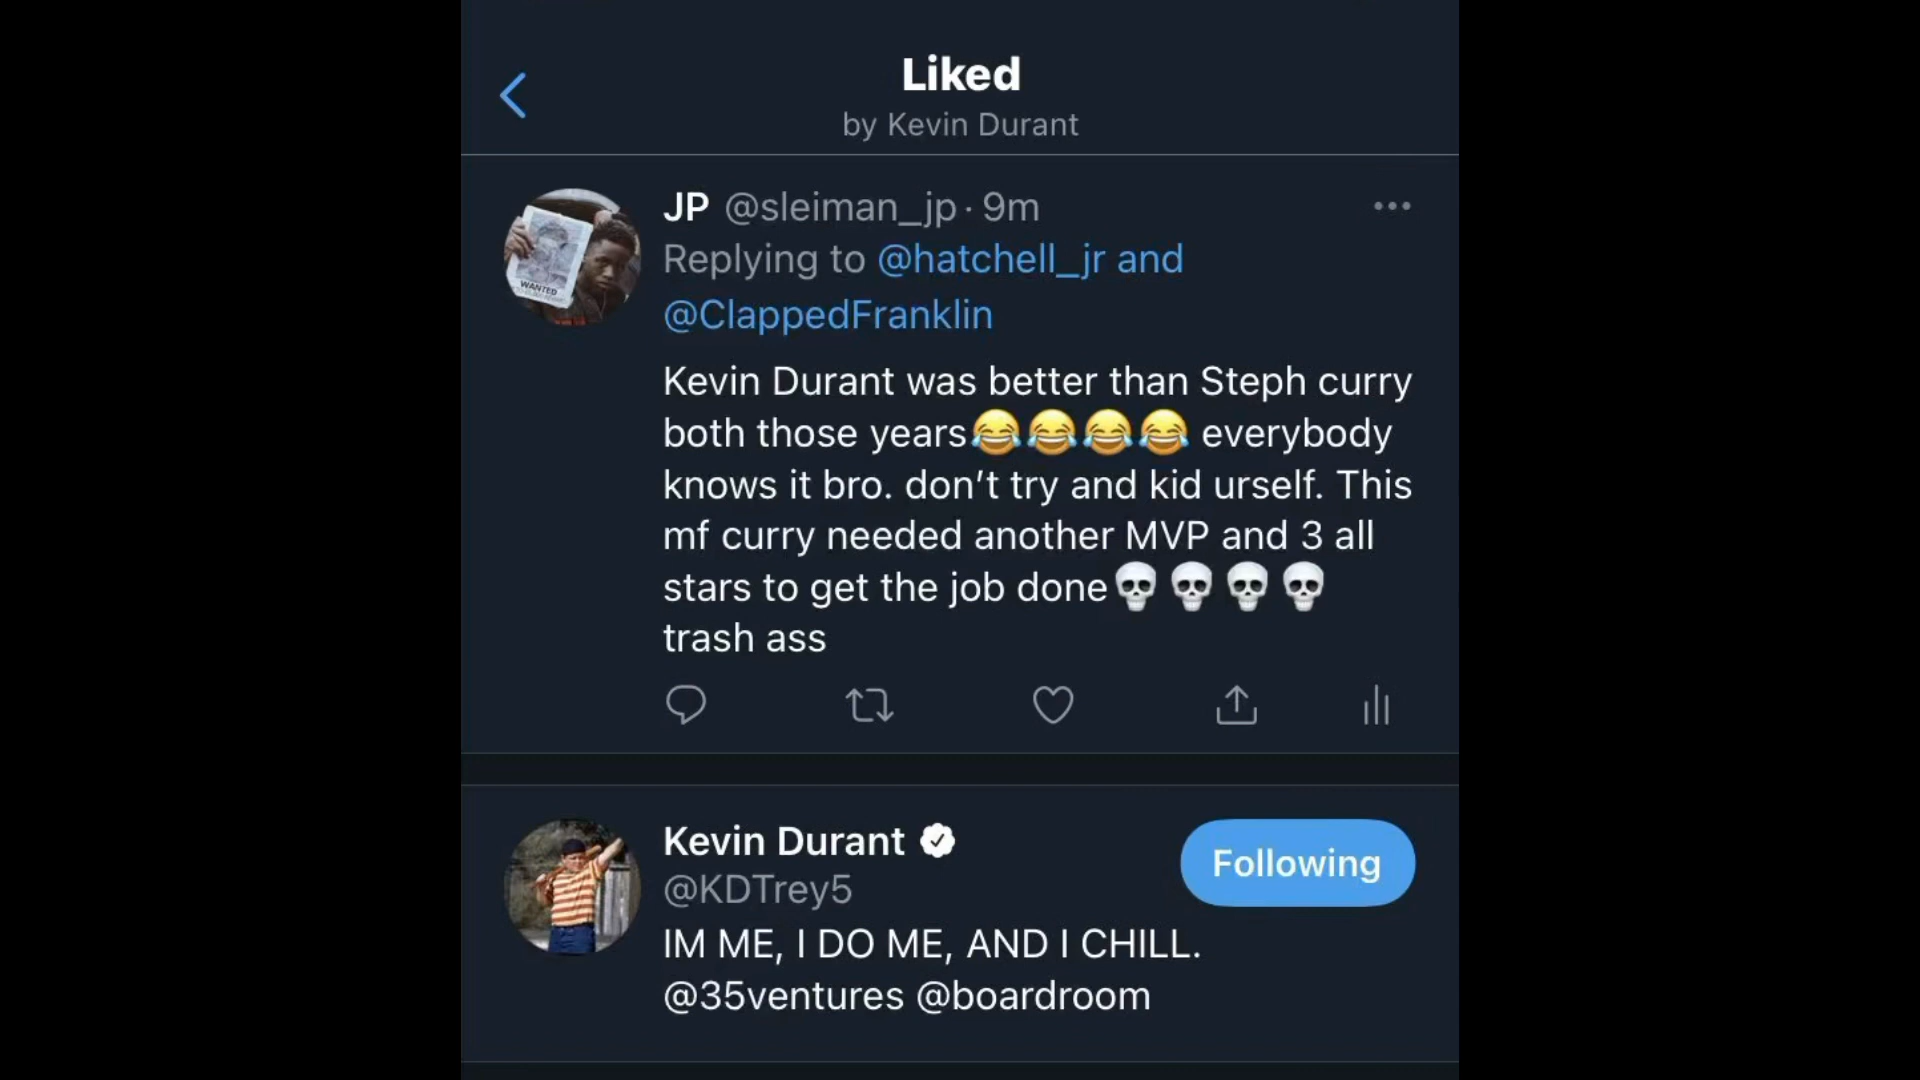 Liked
by Kevin Durant
JP @sleiman_jp · 9m
Replying to @hatchell_jr and
@ClappedFranklin
Kevin Durant was better than Steph curry
both those years😂😂😂😂 everybody
knows it bro. don’t try and kid urself. This
mf curry needed another MVP and 3 all
stars to get the job done💀💀💀💀
trash ass
Kevin Durant
@KDTrey5
Following
IM ME, I DO ME, AND I CHILL.
@35ventures @boardroom
WANTED